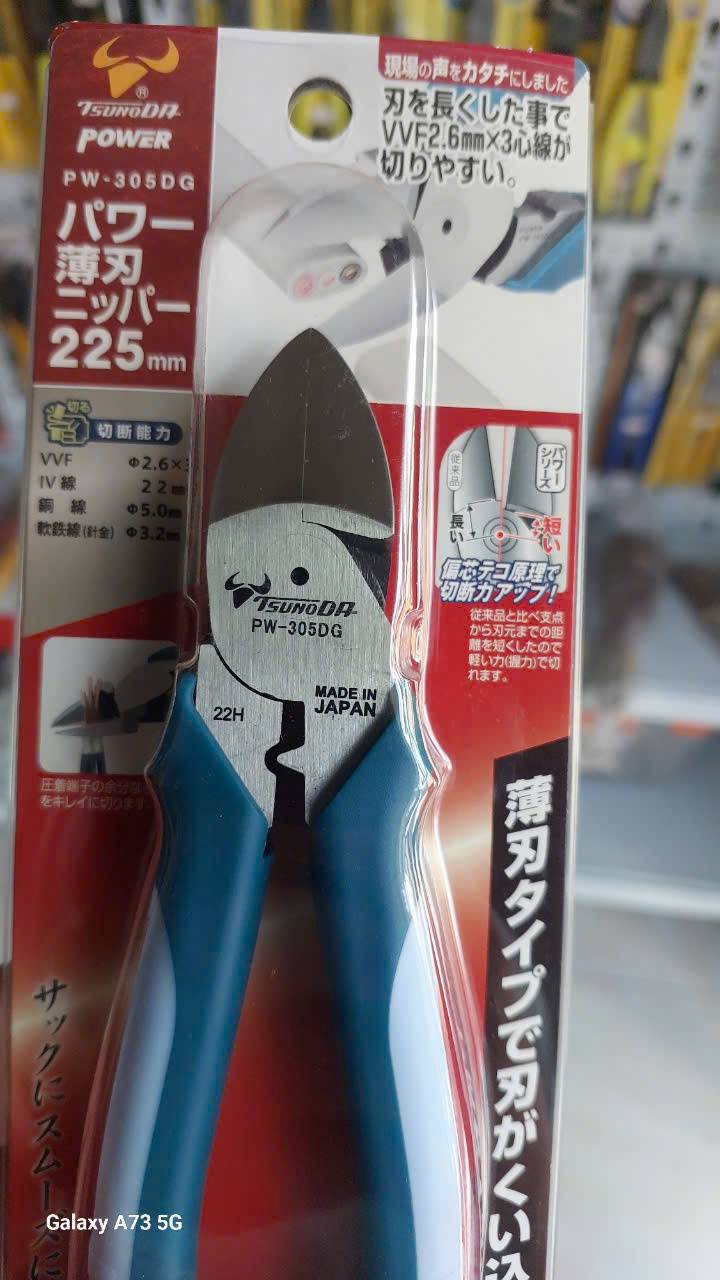 TSUNODA
POWER
PW-305DG
パワー
薄刃
ニッパー
225mm
現場の声をカタチにしました
刃を長くした事で
VVF2.6mm×3心線が
切りやすい。
切る
切断能力
VVF Φ2.6×3
IV線 22mm
銅線 Φ5.0mm
軟鉄線(針金) Φ3.2mm
従来品
パワー
シリーズ
長い
短い
偏芯テコ原理で
切断力アップ!
従来品と比べ支点
から刃元までの距
離を短くしたので
軽い力(握力)で切
れます。
TSUNODA
PW-305DG
MADE IN
JAPAN
22H
圧着端子の余分な
をキレイに切ります。
薄刃タイプで刃がくい込
サックにスムーズに
Galaxy A73 5G